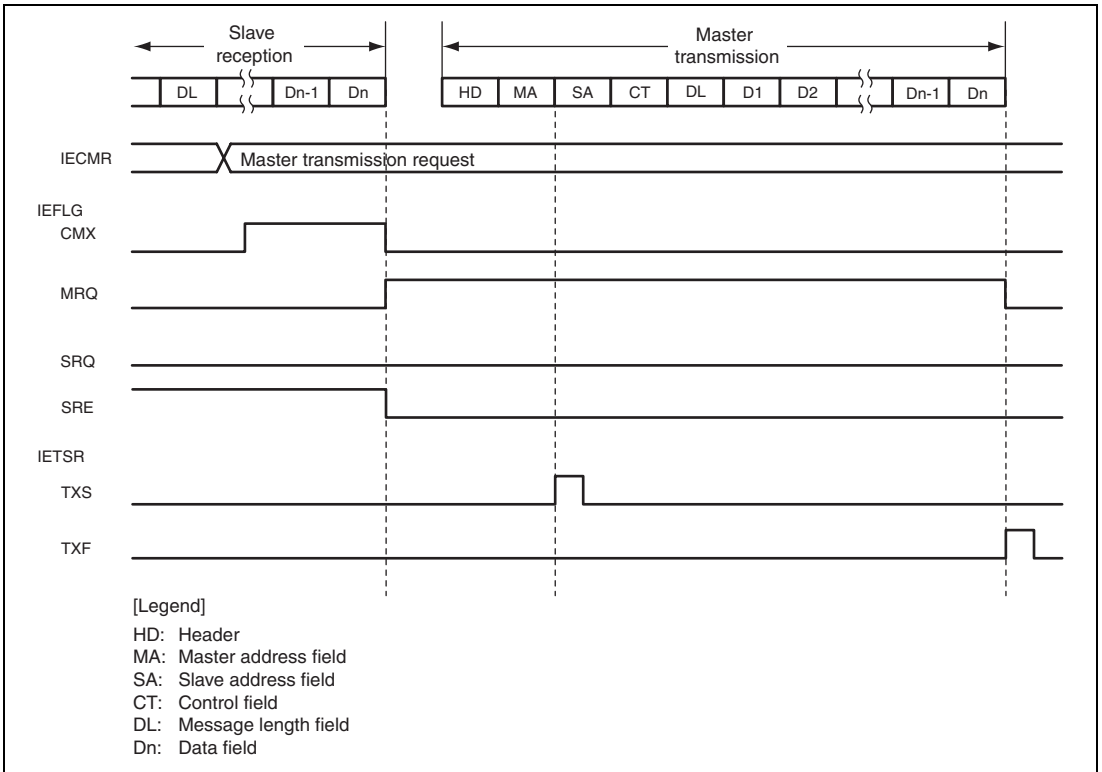 Slave
reception
Master
transmission
DL Dn-1 Dn HD MA SA CT DL D1 D2 Dn-1 Dn
IECMR Master transmission request
IEFLG
CMX
MRQ
SRQ
SRE
IETSR
TXS
TXF
[Legend]
HD: Header
MA: Master address field
SA: Slave address field
CT: Control field
DL: Message length field
Dn: Data field